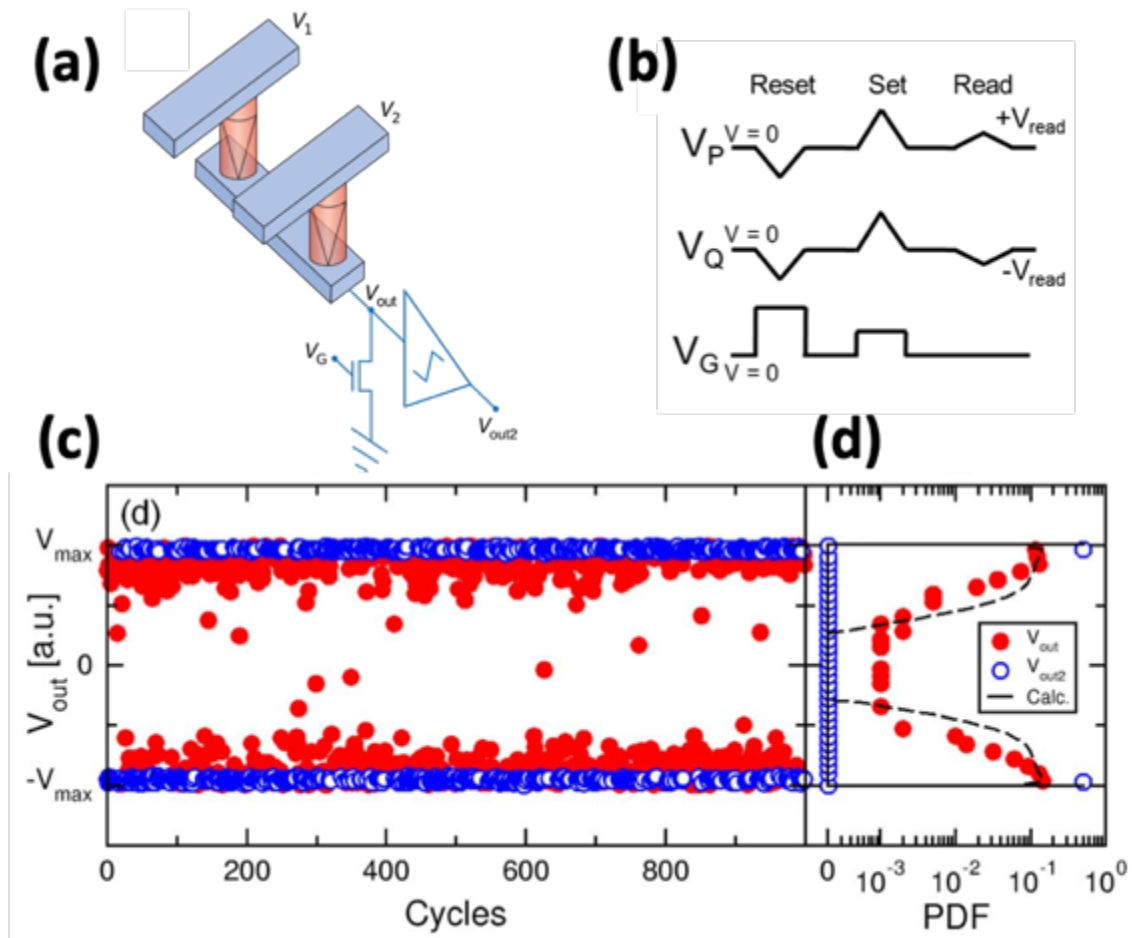 (a)
V1
V2
Vout
VG
Vout2
(b)
Reset Set Read
VP V = 0 +Vread
VQ V = 0 -Vread
VG V = 0
(c)
(d)
(d)
Vmax
0
-Vmax
Vout [a.u.]
0 200 400 600 800
Cycles
Vout
Vout2
Calc.
0 10-3 10-2 10-1 100
PDF